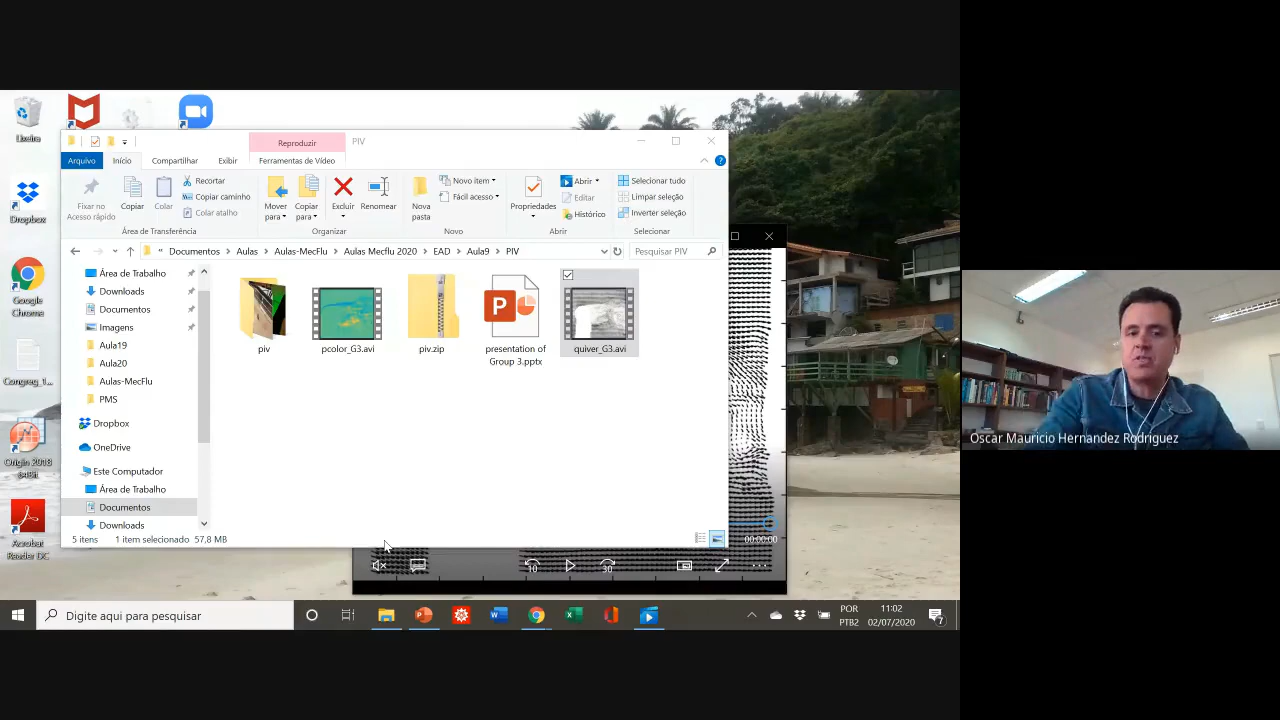 Lixeira
Dropbox
Google
Chrome
Congreq_1...
Origin 2018
64Bit
Acrobat
Reader DC
Reproduzir
PIV
Arquivo
Início
Compartilhar
Exibir
Ferramentas de Vídeo
Fixar no
Acesso rápido
Copiar
Colar
Recortar
Copiar caminho
Colar atalho
Área de Transferência
Mover
para
Copiar
para
Excluir
Renomear
Organizar
Nova
pasta
Novo item
Fácil acesso
Novo
Propriedades
Abrir
Editar
Histórico
Abrir
Selecionar tudo
Limpar seleção
Inverter seleção
Selecionar
« Documentos > Aulas > Aulas-MecFlu > Aulas Mecflu 2020 > EAD > Aula9 > PIV
Pesquisar PIV
Área de Trabalho
Downloads
Documentos
Imagens
Aula19
Aula20
Aulas-MecFlu
PMS
Dropbox
OneDrive
Este Computador
Área de Trabalho
Documentos
Downloads
piv
pcolor_G3.avi
piv.zip
presentation of
Group 3.pptx
quiver_G3.avi
5 itens
1 item selecionado 57,8 MB
00:00:00
10
30
Digite aqui para pesquisar
POR
PTB2
11:02
02/07/2020
7
Oscar Mauricio Hernandez Rodriguez